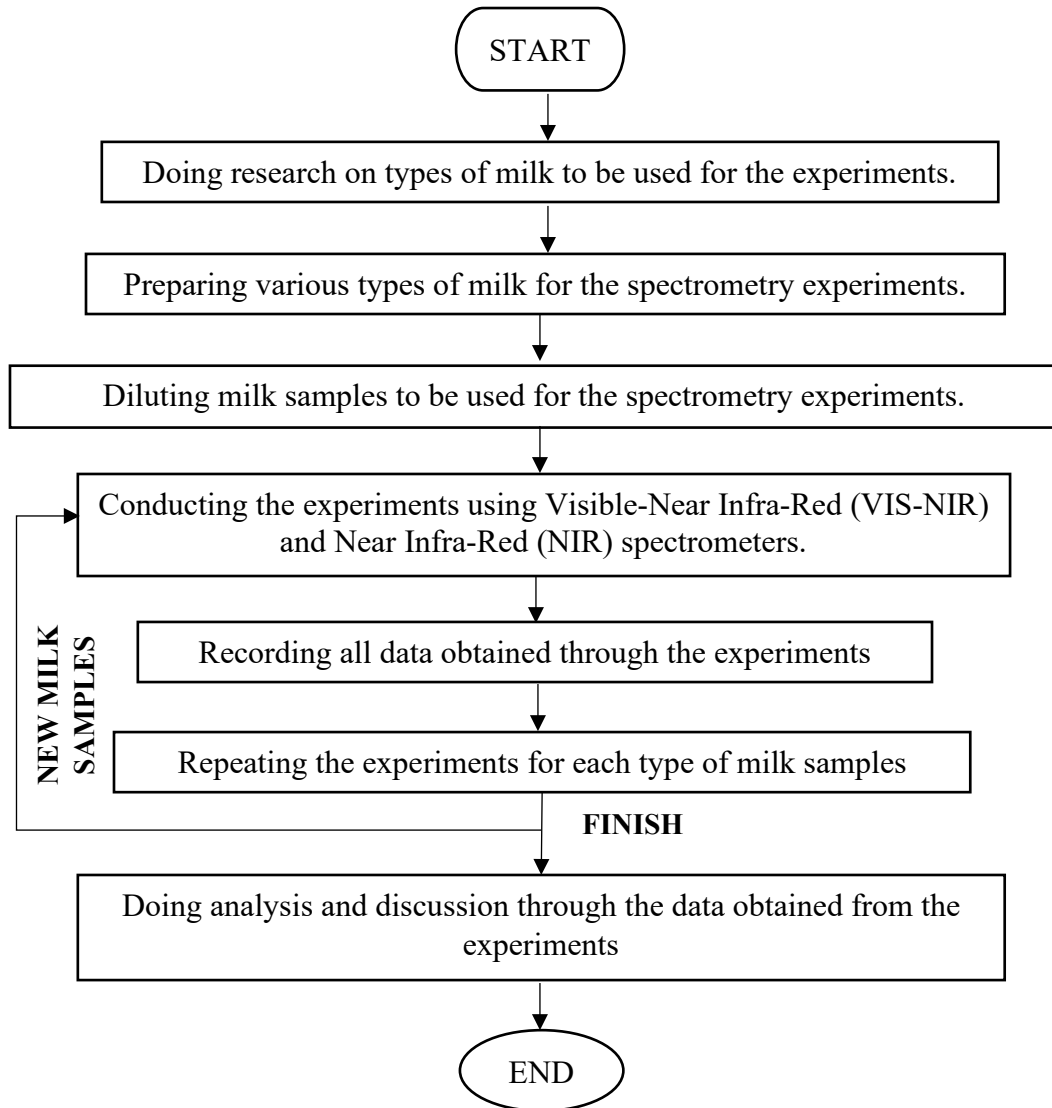 START
Doing research on types of milk to be used for the experiments.
Preparing various types of milk for the spectrometry experiments.
Diluting milk samples to be used for the spectrometry experiments.
Conducting the experiments using Visible-Near Infra-Red (VIS-NIR)
and Near Infra-Red (NIR) spectrometers.
Recording all data obtained through the experiments
NEW MILK
SAMPLES
Repeating the experiments for each type of milk samples
FINISH
Doing analysis and discussion through the data obtained from the
experiments
END